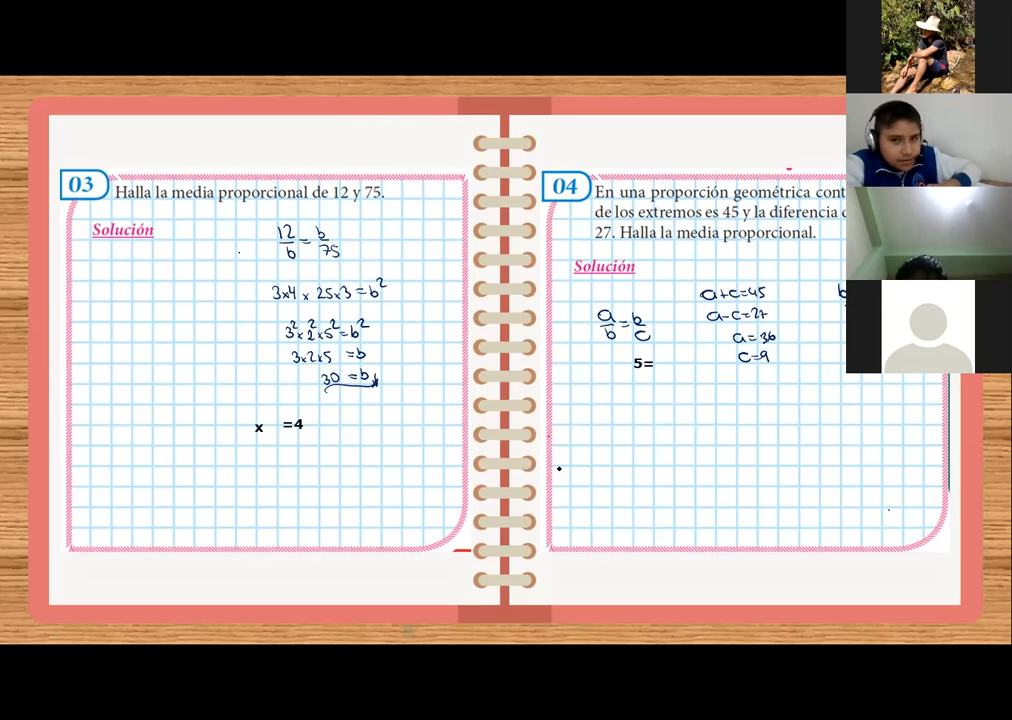 03
Halla la media proporcional de 12 y 75.
Solución
12/b = b/75
3x4 x 25x3 = b²
3² x 2² x 5² = b²
3x2x5 = b
30 = b
x =4
04
En una proporción geométrica cont
de los extremos es 45 y la diferencia
27. Halla la media proporcional.
Solución
a/b = b/c
a+c=45
a-c=27
a=36
c=9
b
5=